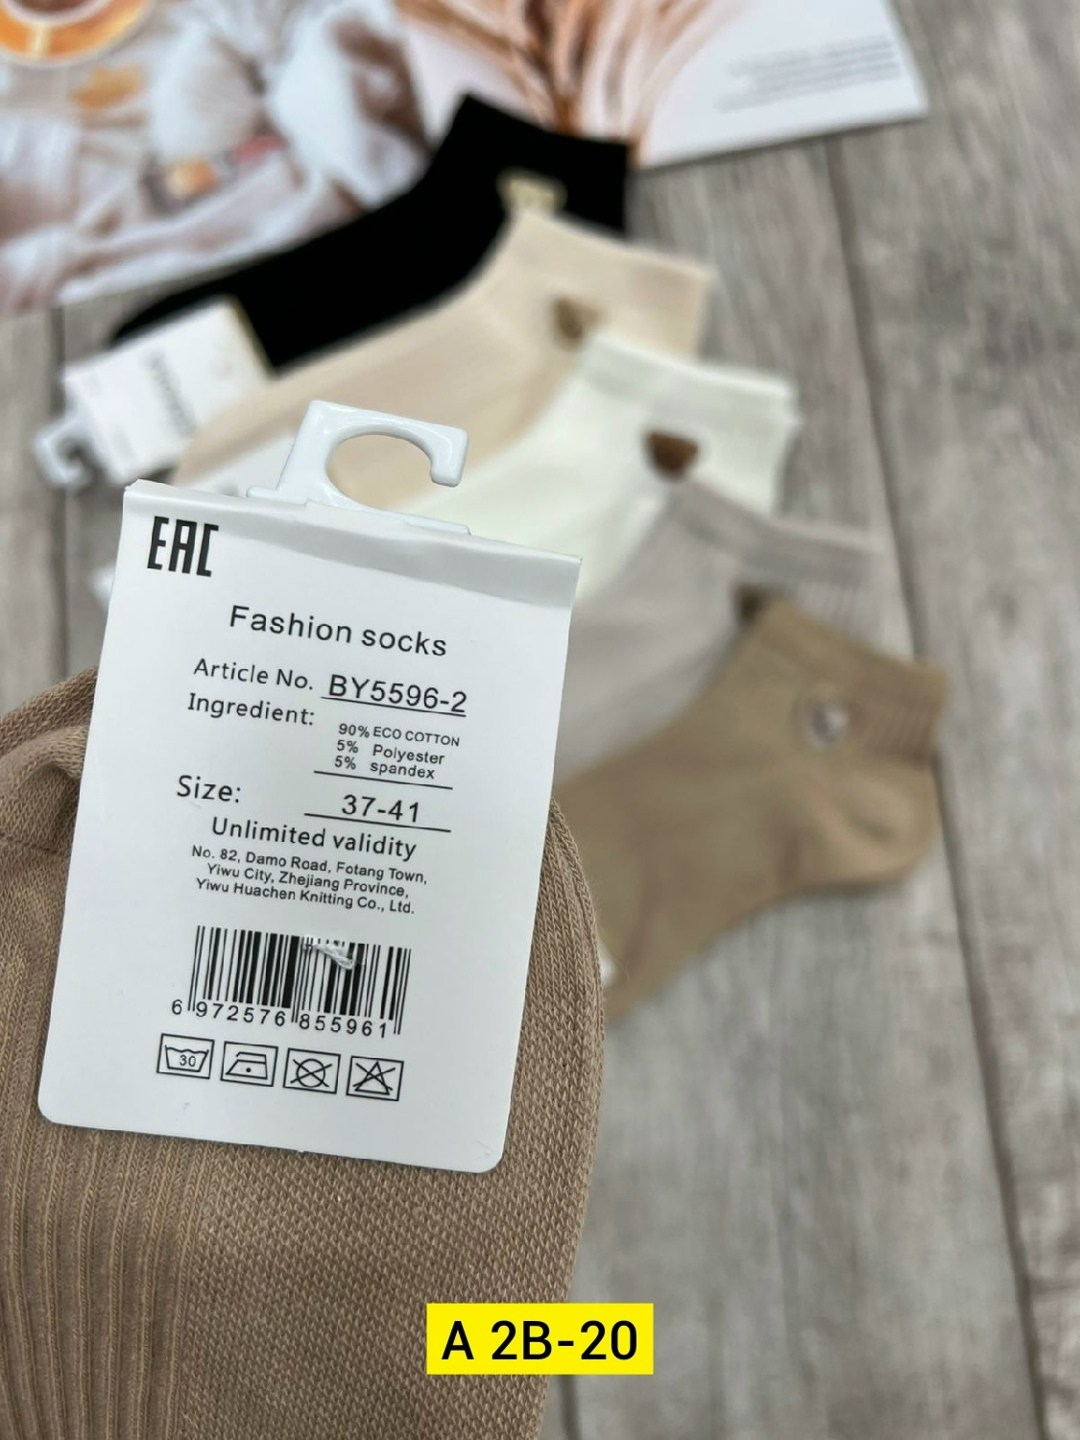 EAC
Fashion socks
Article No. BY5596-2
Ingredient:
90% ECO COTTON
5% Polyester
5% spandex
Size: 37-41
Unlimited validity
No. 82, Damo Road, Fotang Town,
Yiwu City, Zhejiang Province,
Yiwu Huachen Knitting Co., Ltd.
6 972576 855961
30
A 2B-20